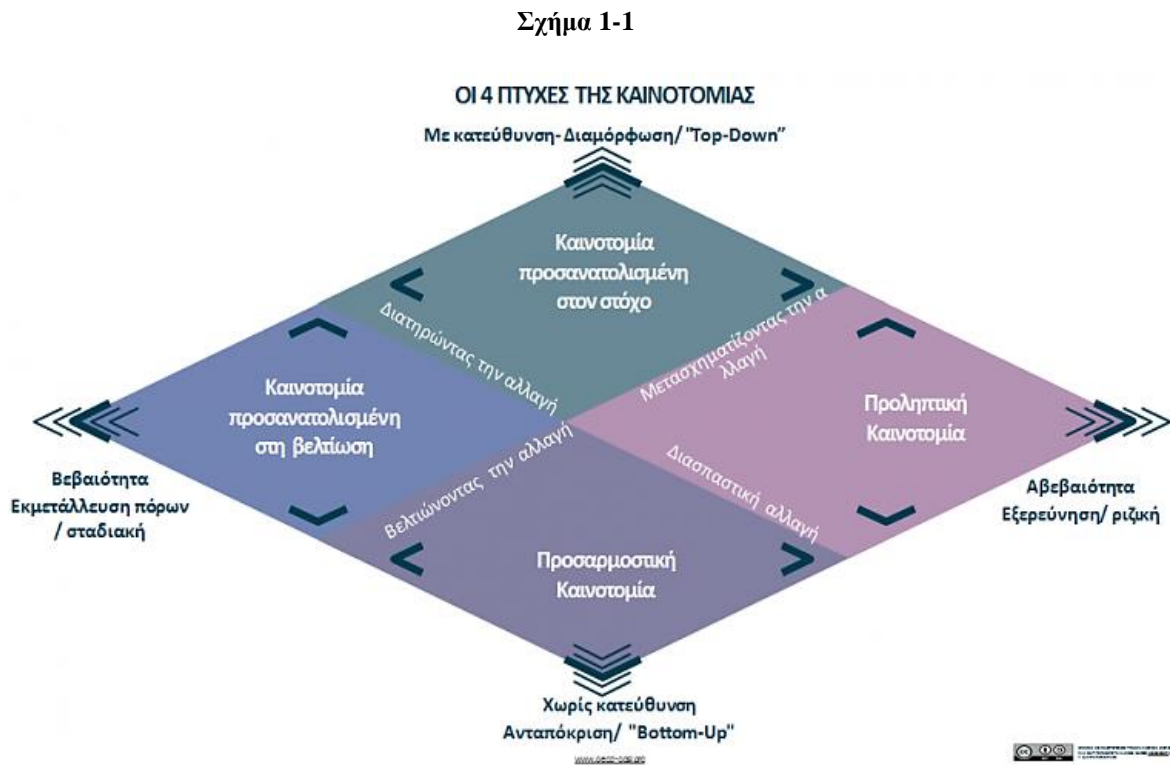 Σχήμα 1-1
ΟΙ 4 ΠΤΥΧΕΣ ΤΗΣ ΚΑΙΝΟΤΟΜΙΑΣ
Με κατεύθυνση- Διαμόρφωση/ "Top-Down”
Καινοτομία
προσανατολισμένη
στον στόχο
Διατηρώντας την αλλαγή
Μετασχηματίζοντας την α
λλαγή
Καινοτομία
προσανατολισμένη
στη βελτίωση
Προληπτική
Καινοτομία
Βεβαιότητα
Εκμετάλλευση πόρων
/ σταδιακή
Αβεβαιότητα
Εξερεύνηση/ ριζική
Βελτιώνοντας την αλλαγή
Διασπαστική αλλαγή
Προσαρμοστική
Καινοτομία
Χωρίς κατεύθυνση
Ανταπόκριση/ "Bottom-Up"